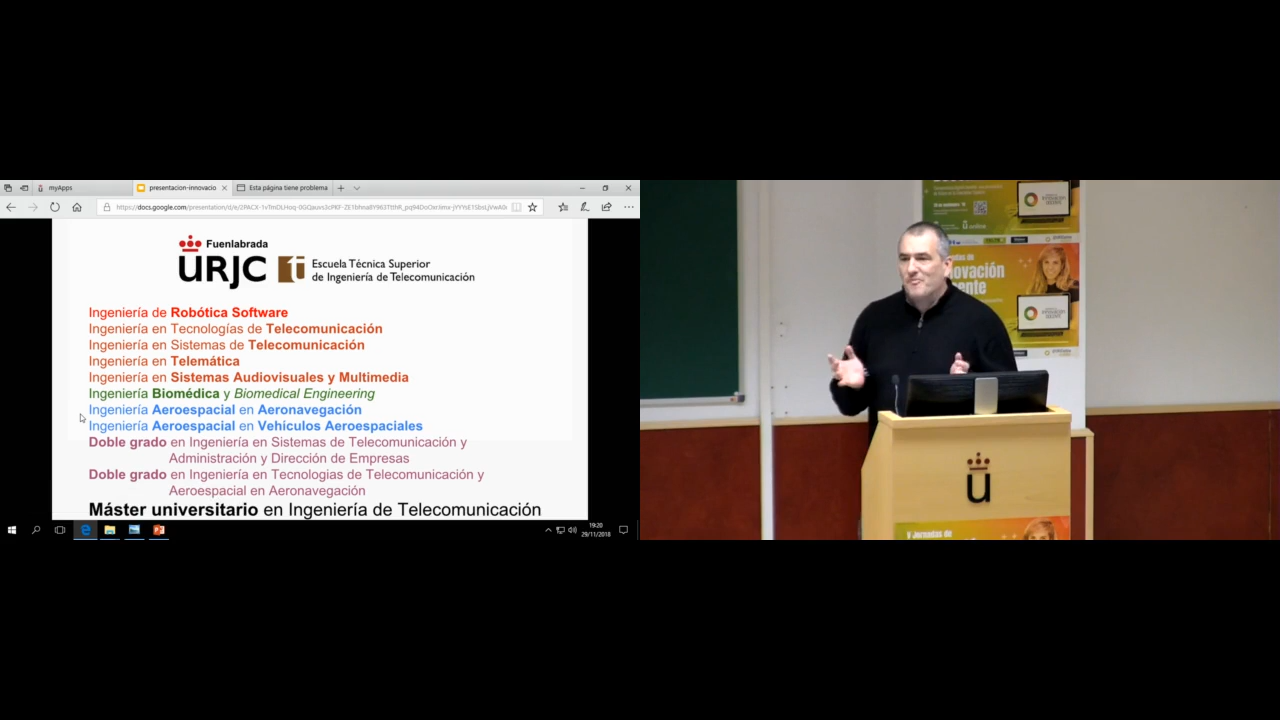 myApps
presentacion-innovacio
Esta página tiene problema
Fuenlabrada
URJC
Escuela Técnica Superior
de Ingeniería de Telecomunicación
Ingeniería de Robótica Software
Ingeniería en Tecnologías de Telecomunicación
Ingeniería en Sistemas de Telecomunicación
Ingeniería en Telemática
Ingeniería en Sistemas Audiovisuales y Multimedia
Ingeniería Biomédica y Biomedical Engineering
Ingeniería Aeroespacial en Aeronavegación
Ingeniería Aeroespacial en Vehículos Aeroespaciales
Doble grado en Ingeniería en Sistemas de Telecomunicación y
Administración y Dirección de Empresas
Doble grado en Ingeniería en Tecnologias de Telecomunicación y
Aeroespacial en Aeronavegación
Máster universitario en Ingeniería de Telecomunicación
19:20
29/11/2018
online
ü
V Jornadas de